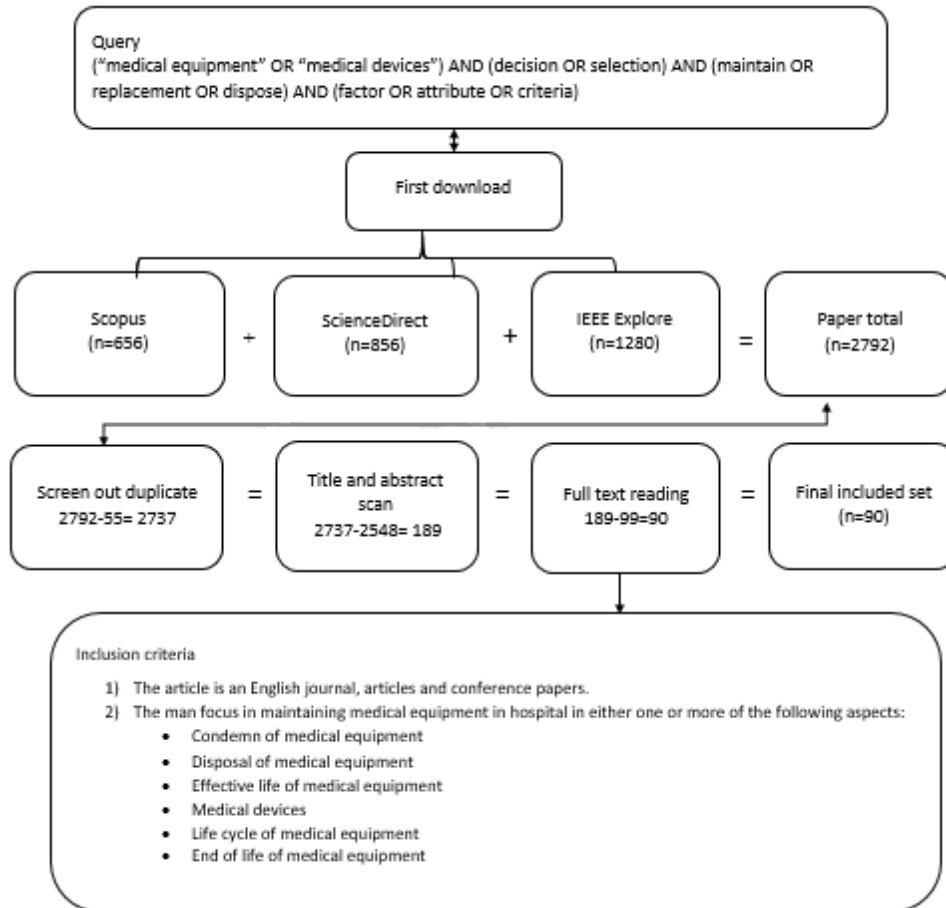 Query
(“medical equipment” OR “medical devices”) AND (decision OR selection) AND (maintain OR
replacement OR dispose) AND (factor OR attribute OR criteria)
First download
Scopus
(n=656)
+
ScienceDirect
(n=856)
+
IEEE Explore
(n=1280)
=
Paper total
(n=2792)
Screen out duplicate
2792-55= 2737
=
Title and abstract
scan
2737-2548= 189
=
Full text reading
189-99=90
=
Final included set
(n=90)
Inclusion criteria
1) The article is an English journal, articles and conference papers.
2) The man focus in maintaining medical equipment in hospital in either one or more of the following aspects:
• Condemn of medical equipment
• Disposal of medical equipment
• Effective life of medical equipment
• Medical devices
• Life cycle of medical equipment
• End of life of medical equipment